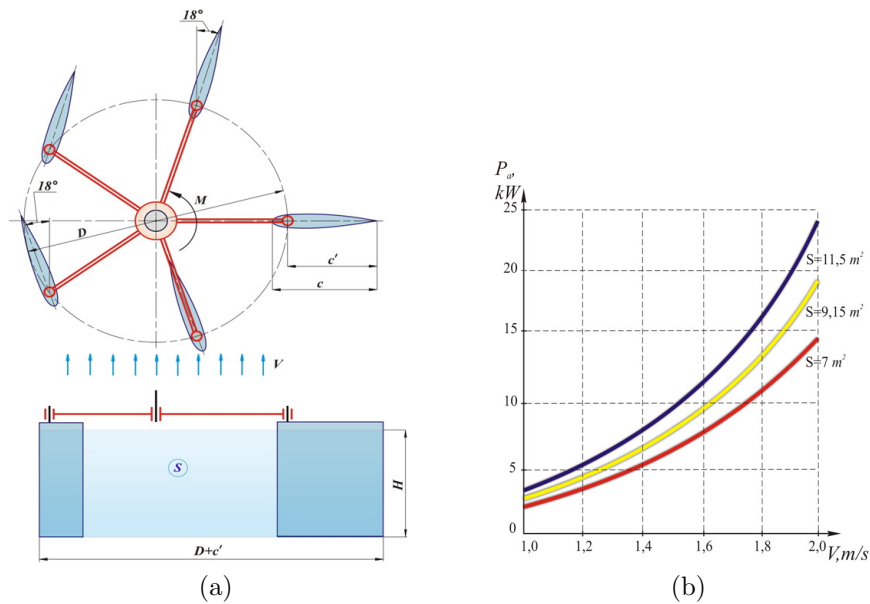 18°
18°
M
D
c'
c
V
S
H
D+c'
(a)
P_a,
kW
25
20
15
10
5
0
S=11,5 m²
S=9,15 m²
S=7 m²
1,0
1,2
1,4
1,6
1,8
2,0
V,m/s
(b)